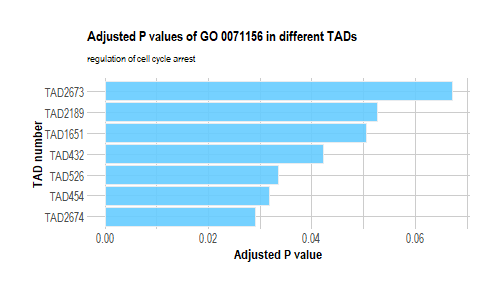 Adjusted P values of GO 0071156 in different TADs
regulation of cell cycle arrest
TAD number
TAD2673
TAD2189
TAD1651
TAD432
TAD526
TAD454
TAD2674
0.00 0.02 0.04 0.06
Adjusted P value